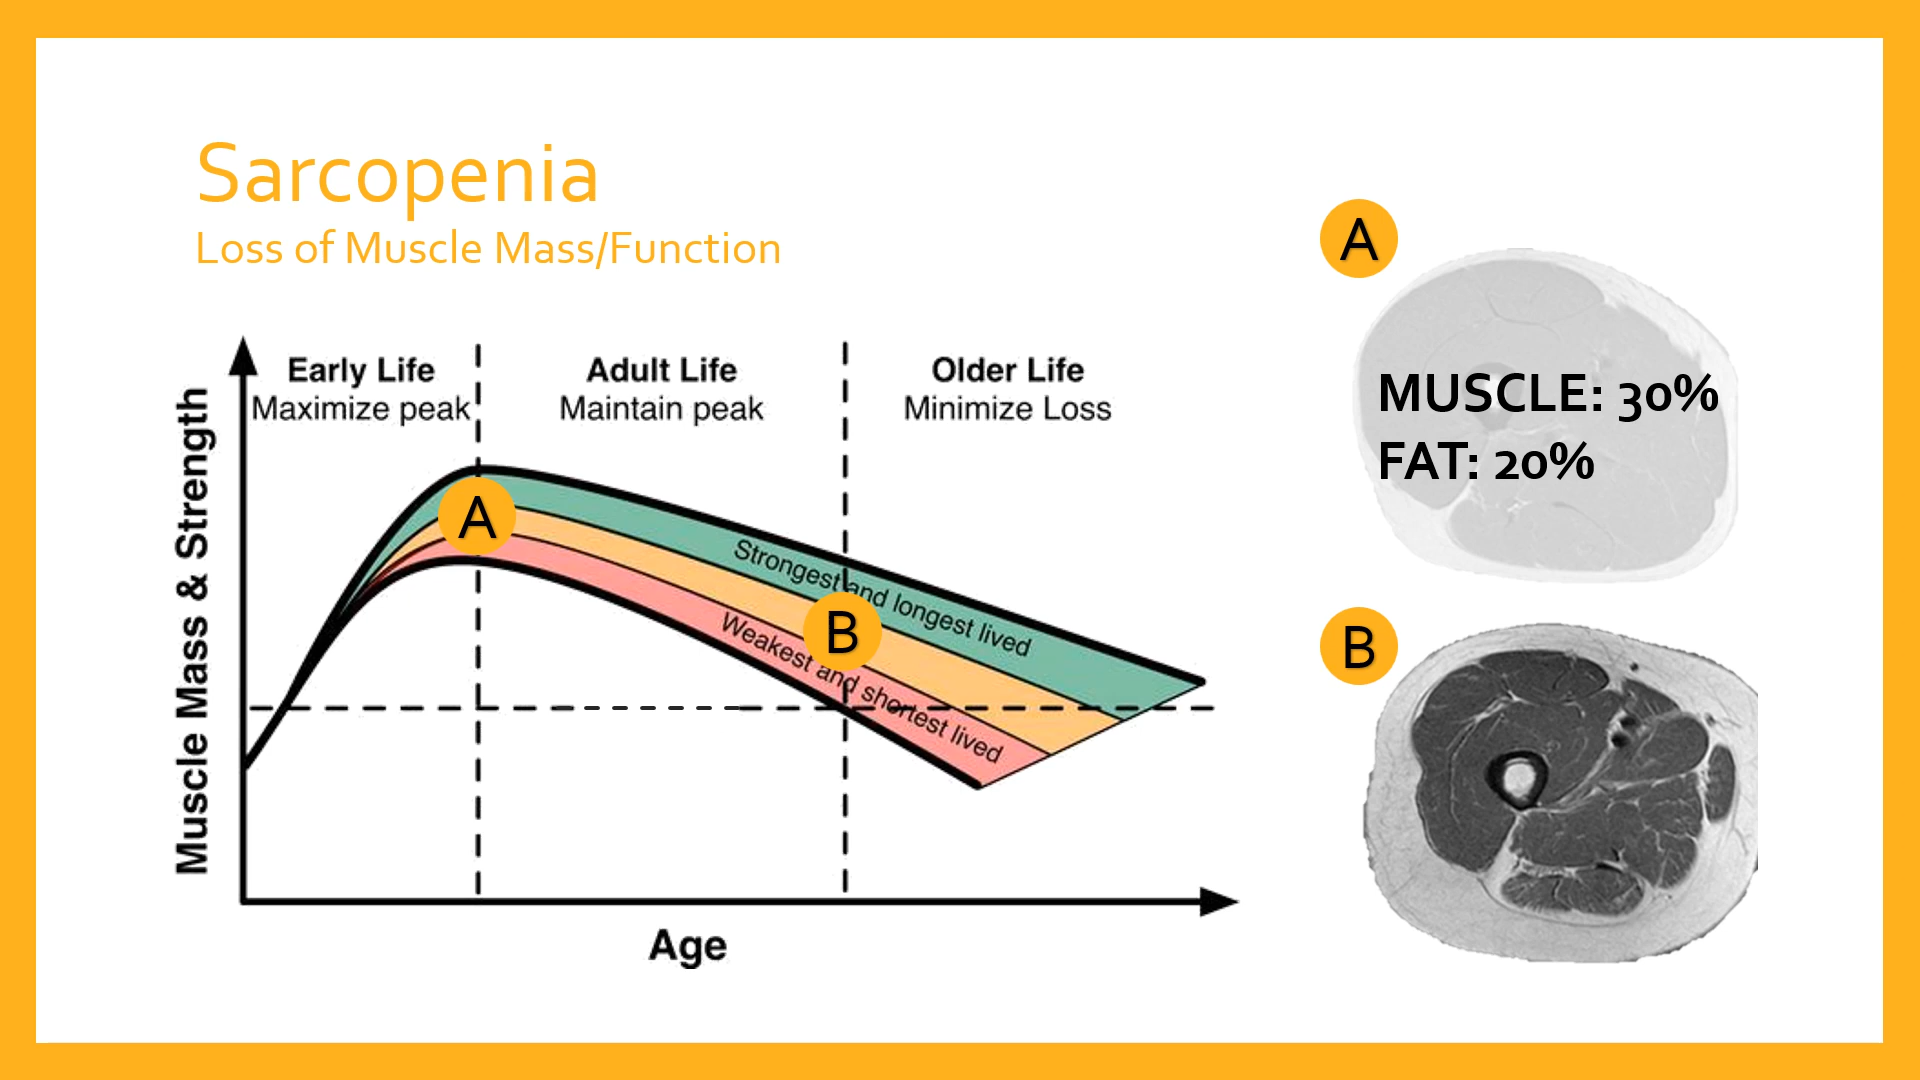 Sarcopenia
Loss of Muscle Mass/Function
Early Life
Maximize peak
Adult Life
Maintain peak
Older Life
Minimize Loss
Muscle Mass & Strength
A
B
Strongest and longest lived
Weakest and shortest lived
Age
A
MUSCLE: 30%
FAT: 20%
B